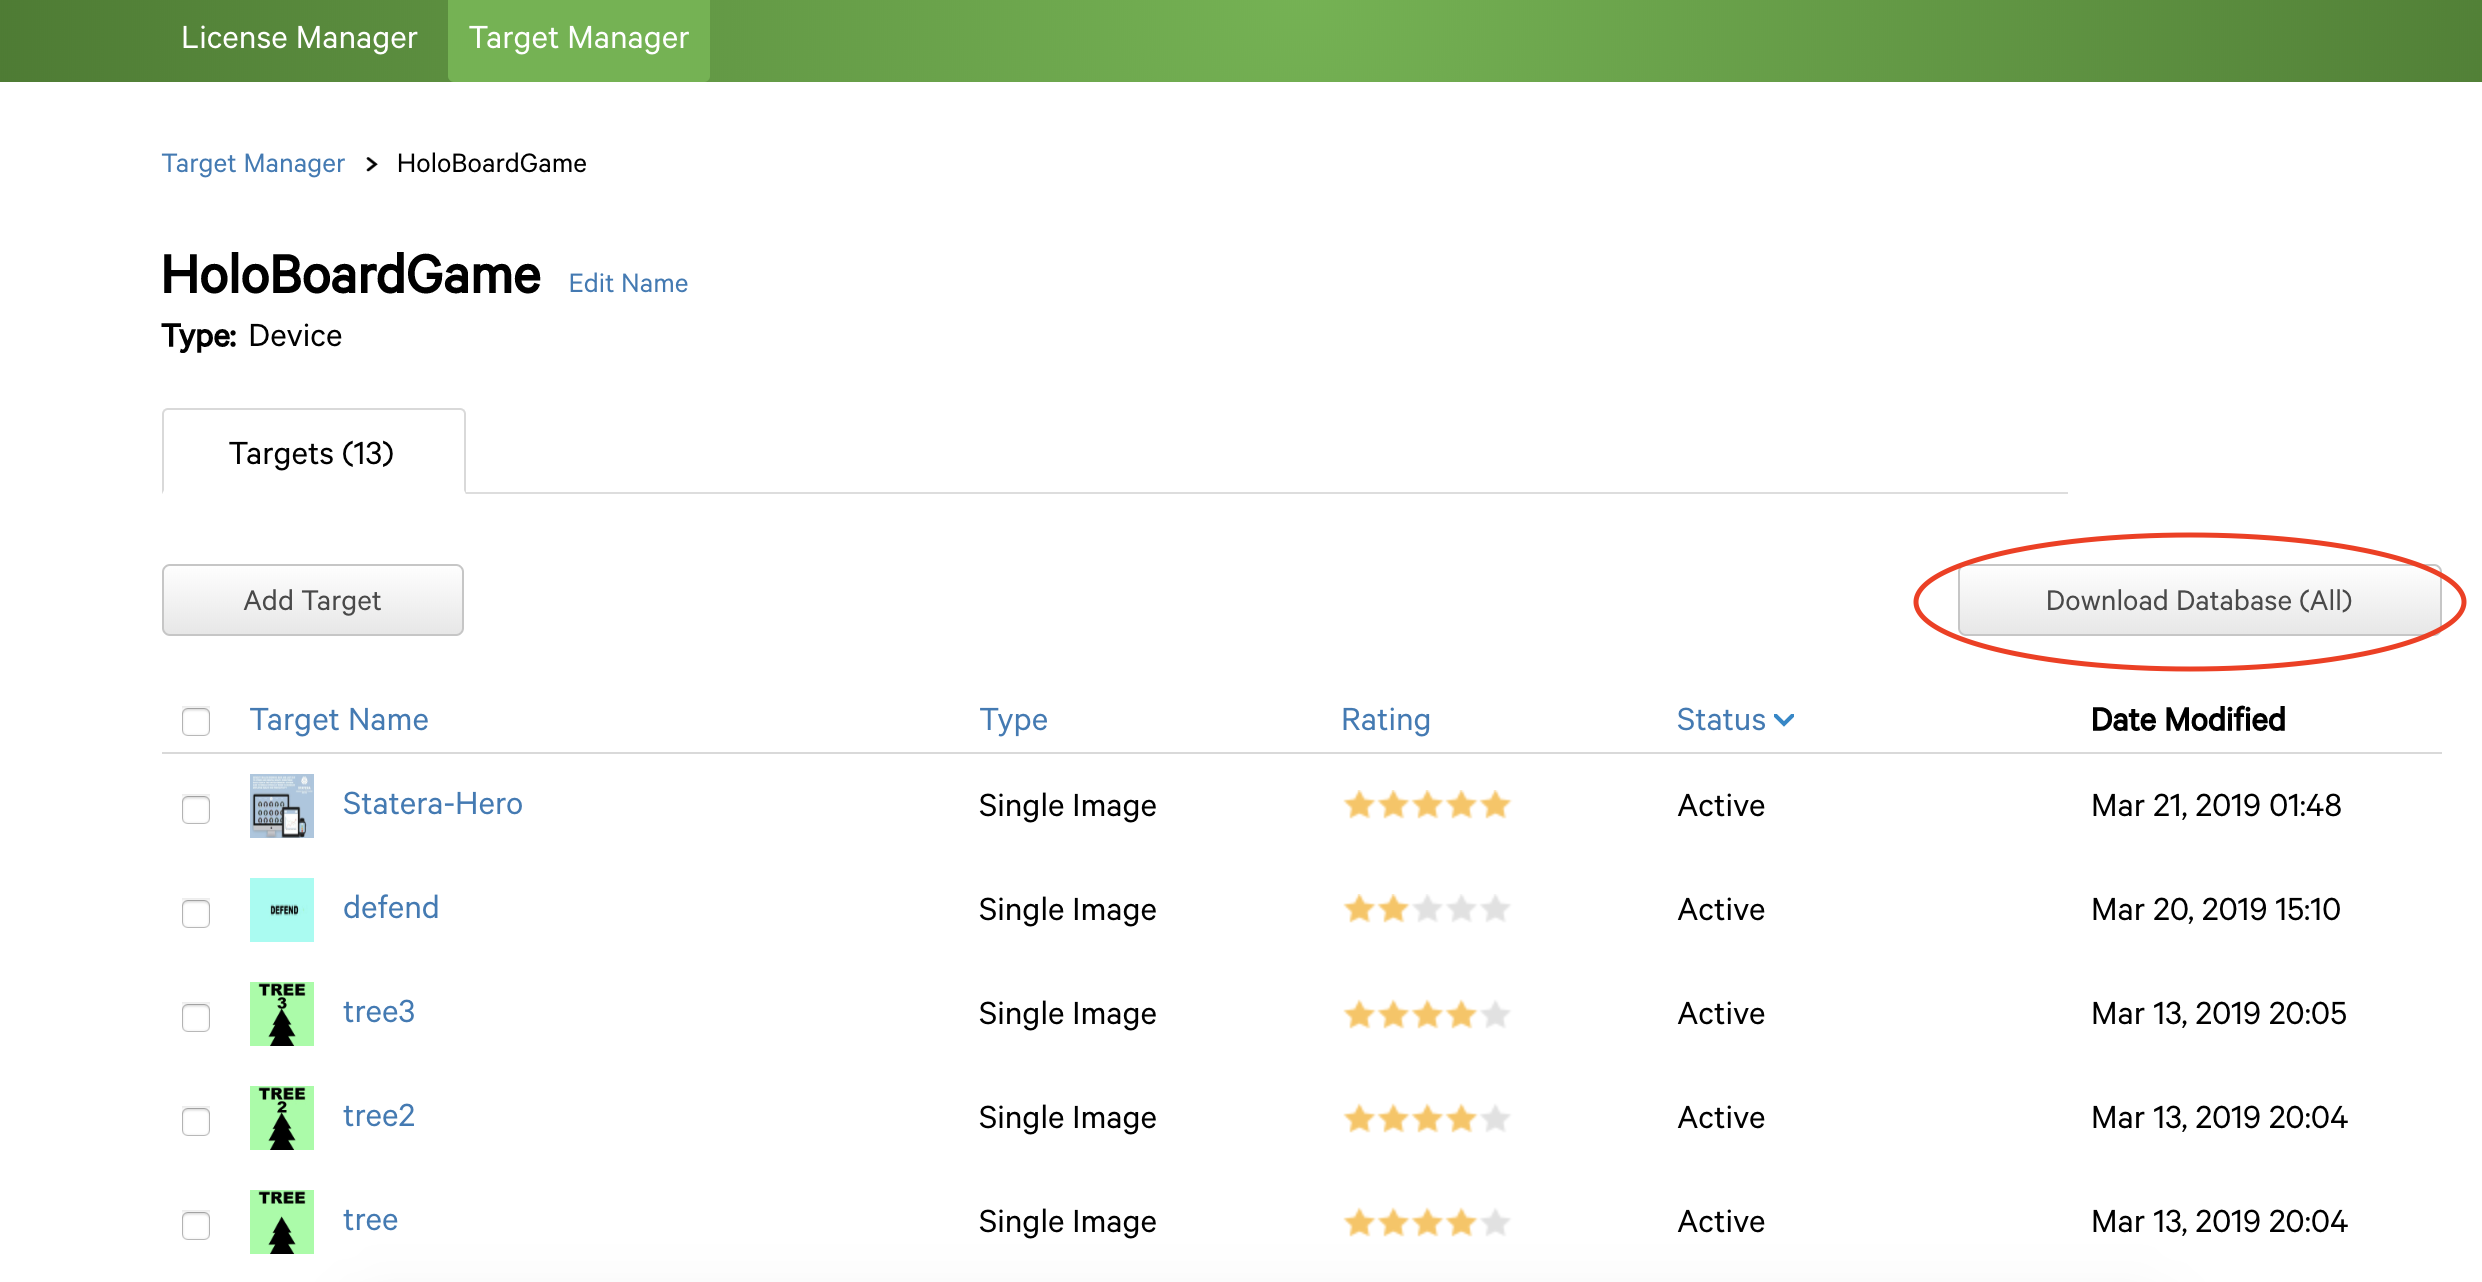 License Manager Target Manager
Target Manager > HoloBoardGame
HoloBoardGame Edit Name
Type: Device
Targets (13)
Add Target Download Database (All)
Target Name Type Rating Status Date Modified
Statera-Hero Single Image Active Mar 21, 2019 01:48
DEFEND defend Single Image Active Mar 20, 2019 15:10
TREE
3
tree3 Single Image Active Mar 13, 2019 20:05
TREE
2
tree2 Single Image Active Mar 13, 2019 20:04
TREE
tree Single Image Active Mar 13, 2019 20:04